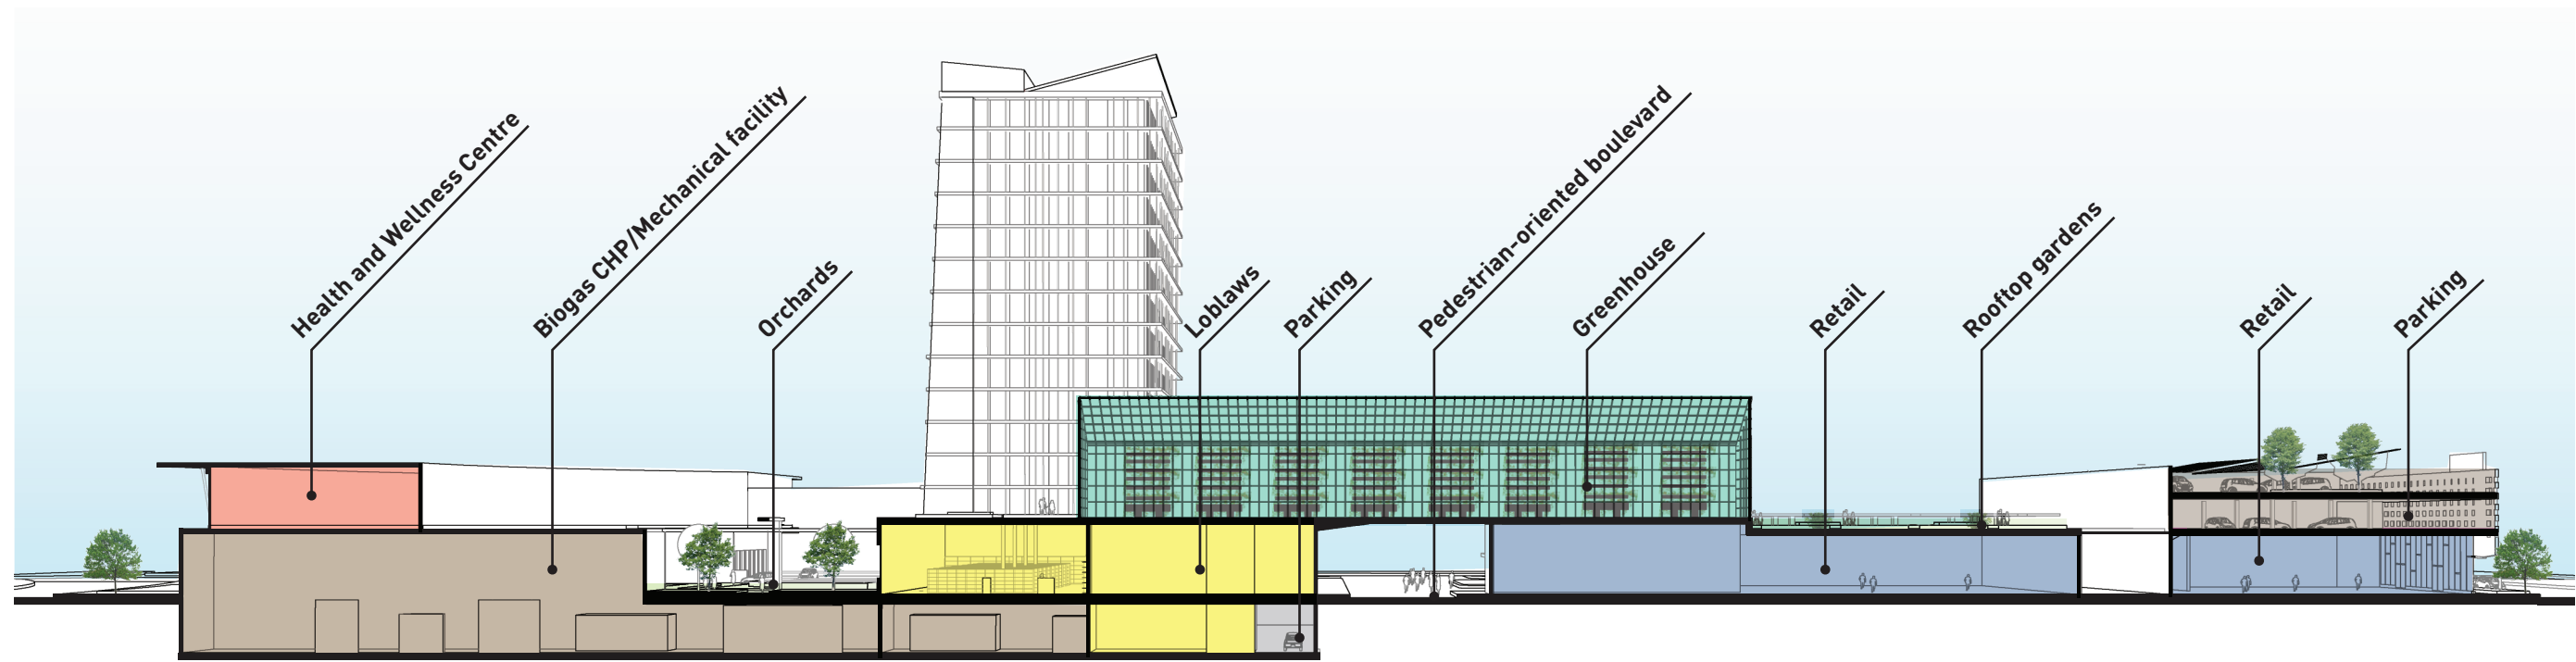 Health and Wellness Centre
Biogas CHP/Mechanical facility
Orchards
Loblaws
Parking
Pedestrian-oriented boulevard
Greenhouse
Retail
Rooftop gardens
Retail
Parking